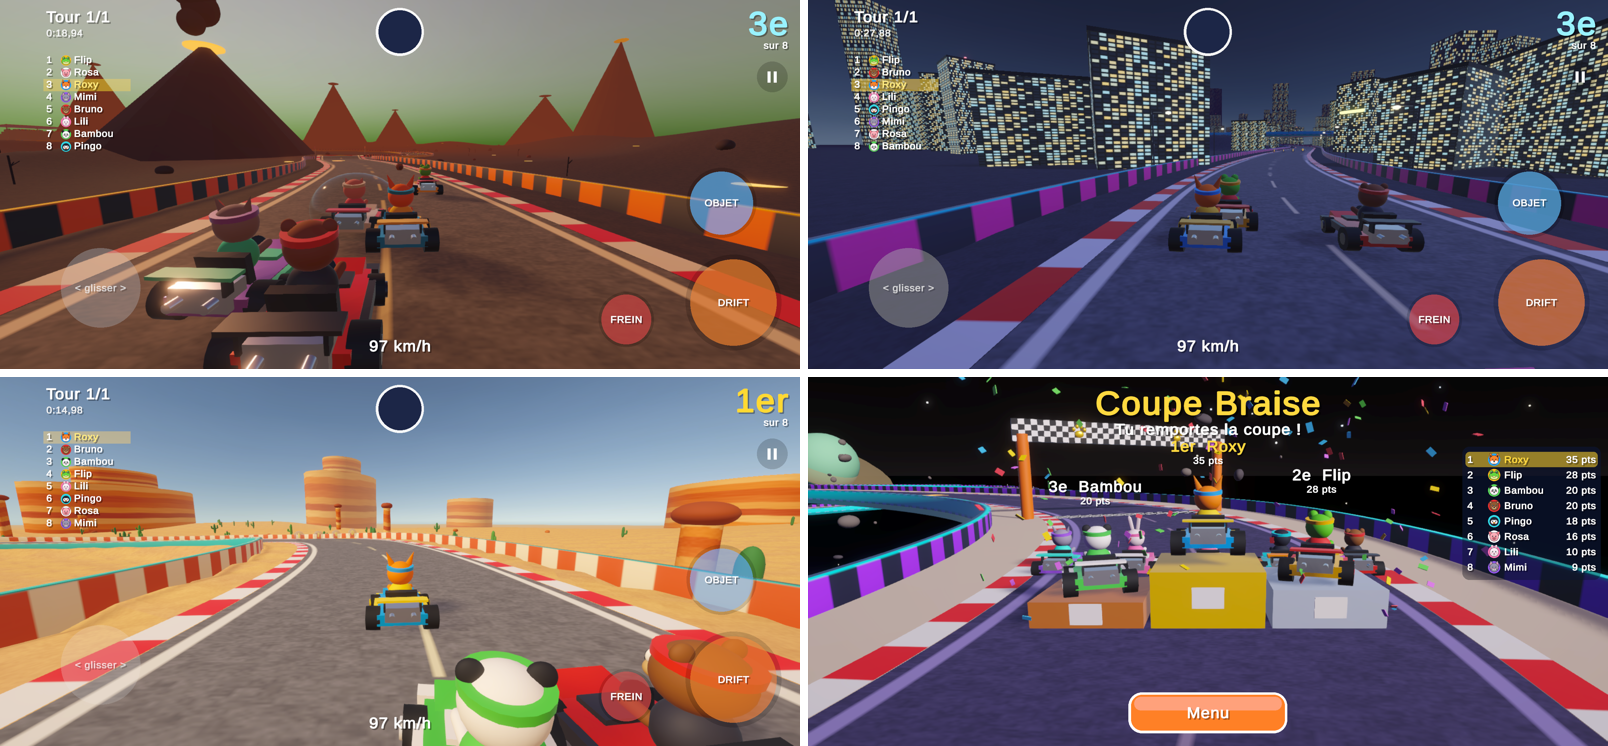 Tour 1/1
0:18,94
1 Flip
2 Rosa
3 Roxy
4 Mimi
5 Bruno
6 Lili
7 Bambou
8 Pingo
3e
sur 8
OBJET
< glisser >
DRIFT
FREIN
97 km/h
Tour 1/1
0:27,88
1 Flip
2 Bruno
3 Roxy
4 Lili
5 Pingo
6 Mimi
7 Rosa
8 Bambou
3e
sur 8
OBJET
< glisser >
DRIFT
FREIN
97 km/h
Tour 1/1
0:14,98
1 Roxy
2 Bruno
3 Bambou
4 Flip
5 Lili
6 Pingo
7 Rosa
8 Mimi
1er
sur 8
OBJET
< glisser >
DRIFT
FREIN
97 km/h
Coupe Braise
Tu remportes la coupe !
1er Roxy
35 pts
2e Flip
28 pts
3e Bambou
20 pts
1 Roxy 35 pts
2 Flip 28 pts
3 Bambou 20 pts
4 Bruno 20 pts
5 Pingo 18 pts
6 Rosa 16 pts
7 Lili 10 pts
8 Mimi 9 pts
Menu